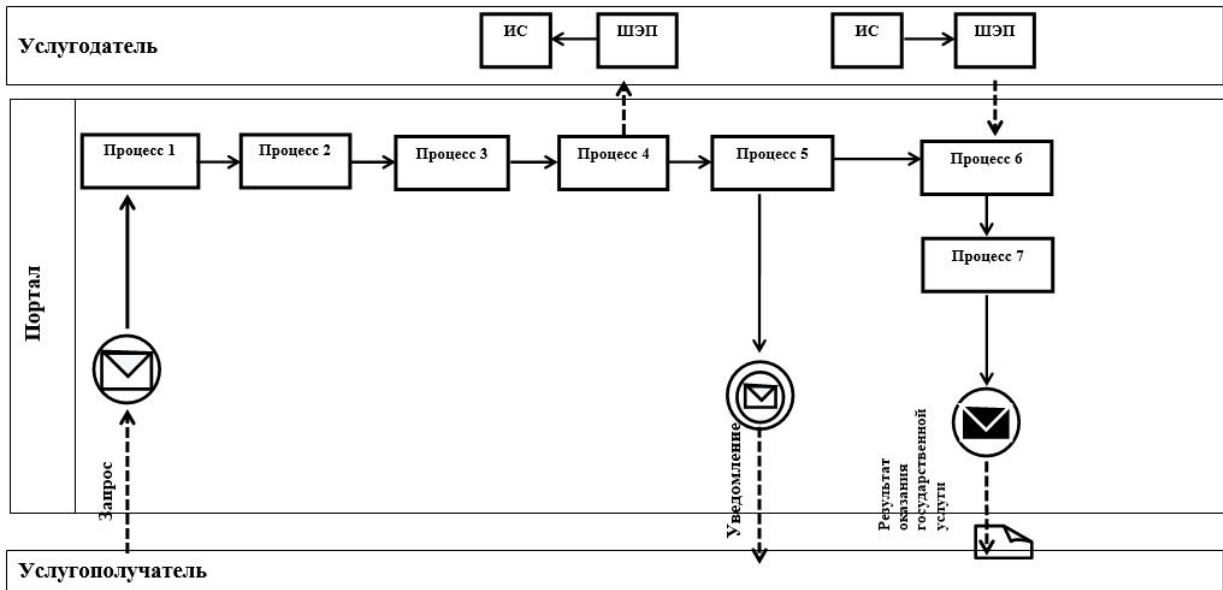 Услугодатель
ИС
ШЭП
ИС
ШЭП
Портал
Процесс 1
Процесс 2
Процесс 3
Процесс 4
Процесс 5
Процесс 6
Процесс 7
Запрос
Уведомление
Результат
оказания
государственной
услуги
Услугополучатель